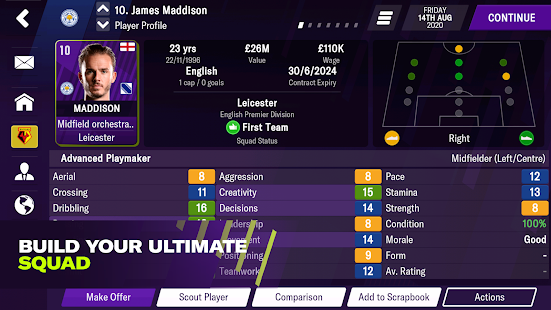 10. James Maddison
Player Profile
FRIDAY
14TH AUG
2020
CONTINUE
10
MADDISON
Midfield orchestra..
Leicester
23 yrs
22/11/1996
£26M
Value
£110K
Wage
English
1 cap / 0 goals
30/6/2024
Contract Expiry
Leicester
English Premier Division
First Team
Squad Status
Right
Advanced Playmaker
Midfielder (Left/Centre)
Aerial 8 Aggression 8 Pace 12
Crossing 11 Creativity 15 Stamina 13
Dribbling 16 Decisions 14 Strength 8
8 Condition 100%
14 Morale Good
Positioning 9 Form -
Teamwork 12 Av. Rating -
BUILD YOUR ULTIMATE
SQUAD
Make Offer
Scout Player
Comparison
Add to Scrapbook
Actions